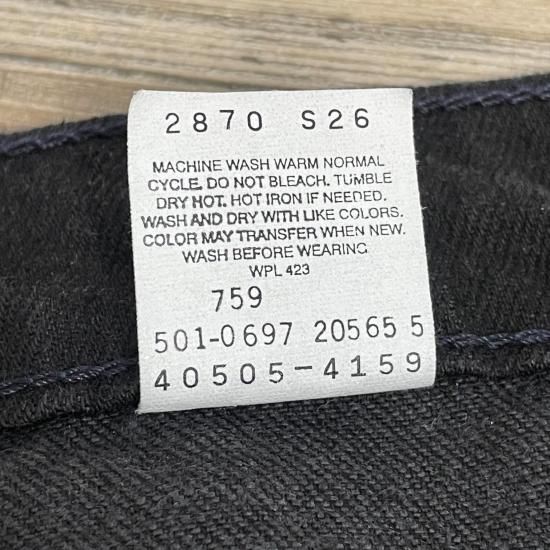 2870 S26
MACHINE WASH WARM NORMAL
CYCLE. DO NOT BLEACH. TUMBLE
DRY HOT. HOT IRON IF NEEDED.
WASH AND DRY WITH LIKE COLORS.
COLOR MAY TRANSFER WHEN NEW.
WASH BEFORE WEARING
WPL 423
759
501-0697 20565 5
40505-4159